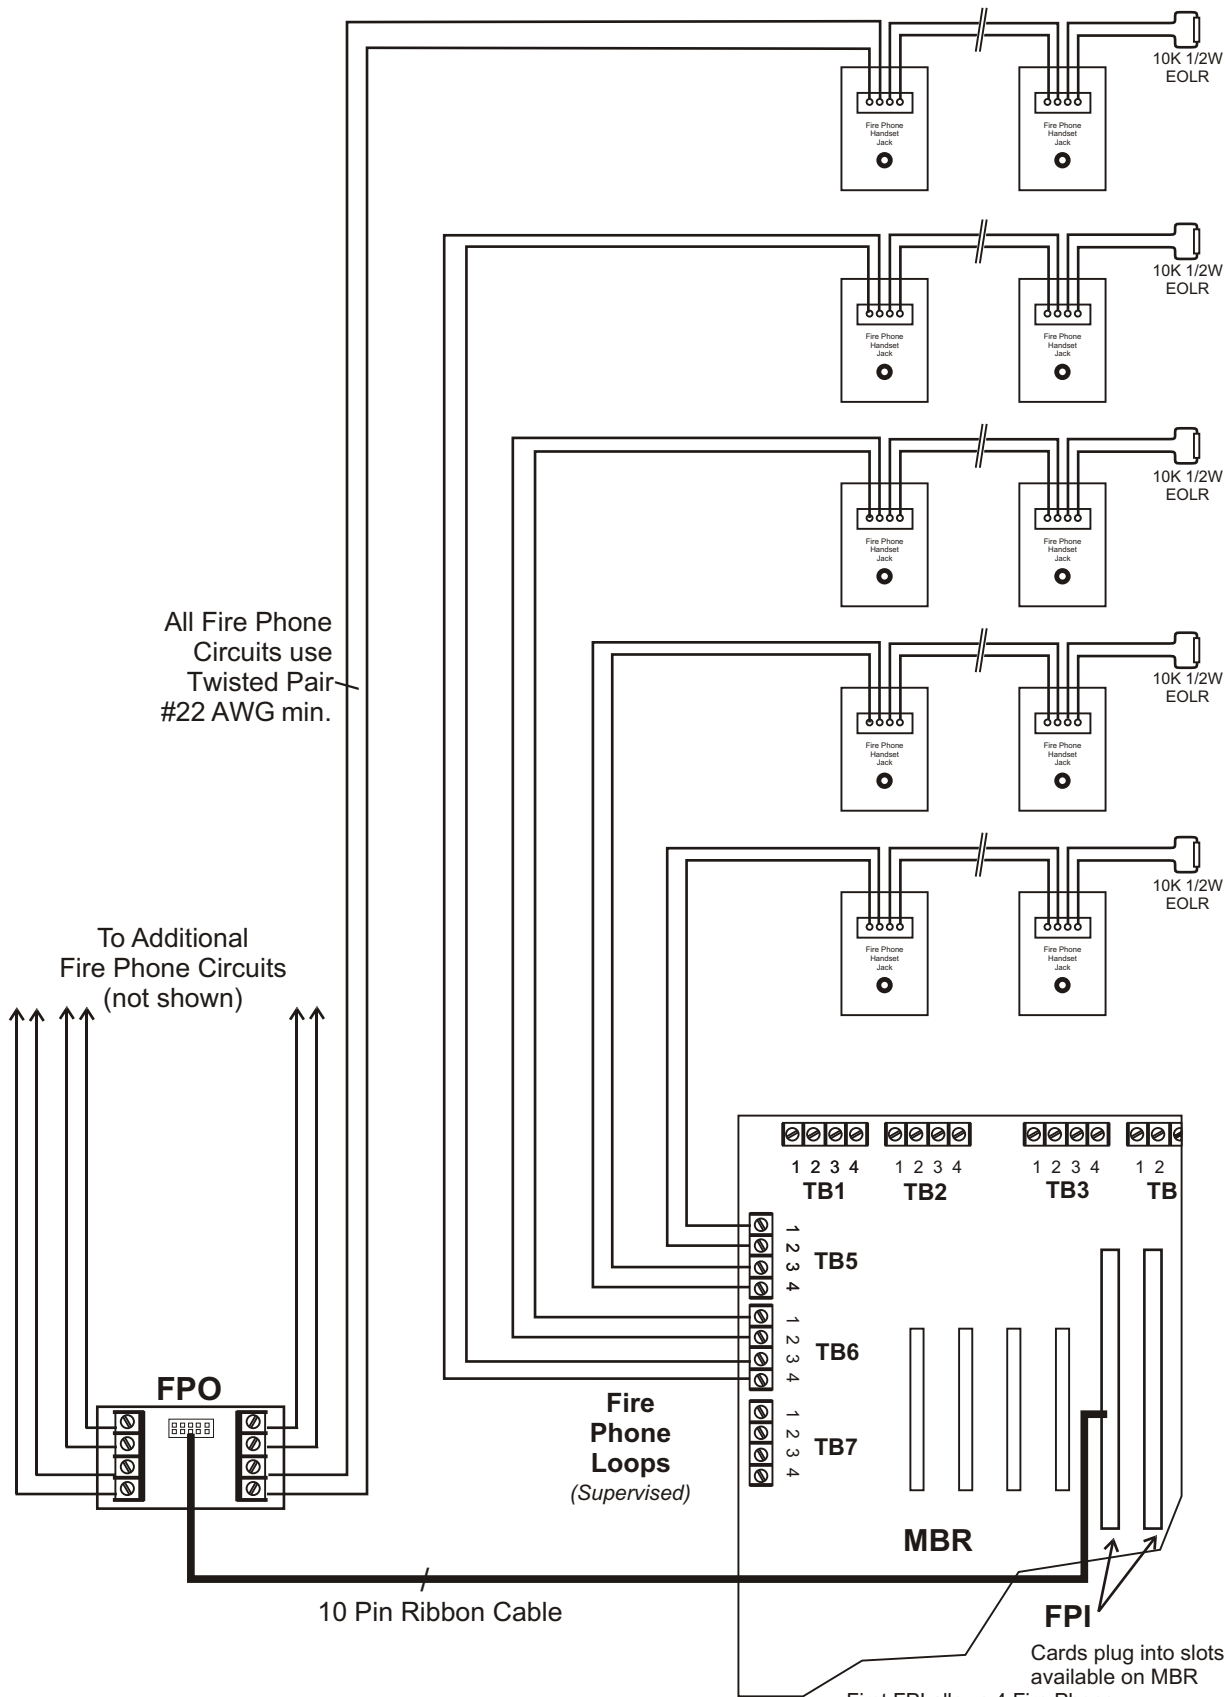 10K 1/2W
EOLR
Fire Phone
Handset
Jack
Fire Phone
Handset
Jack
10K 1/2W
EOLR
Fire Phone
Handset
Jack
Fire Phone
Handset
Jack
10K 1/2W
EOLR
Fire Phone
Handset
Jack
Fire Phone
Handset
Jack
All Fire Phone
Circuits use
Twisted Pair
#22 AWG min.
10K 1/2W
EOLR
Fire Phone
Handset
Jack
Fire Phone
Handset
Jack
10K 1/2W
EOLR
Fire Phone
Handset
Jack
Fire Phone
Handset
Jack
To Additional
Fire Phone Circuits
(not shown)
1 2 3 4
TB1
1 2 3 4
TB2
1 2 3 4
TB3
1 2
TB
1
2
3
4
TB5
1
2
3
4
TB6
1
2
3
4
TB7
FPO
Fire
Phone
Loops
(Supervised)
MBR
10 Pin Ribbon Cable
FPI
Cards plug into slots
available on MBR